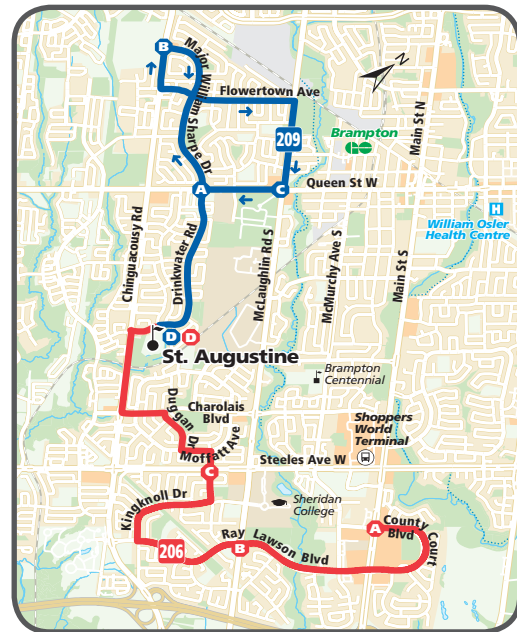 B
Major William Sharpe Dr
Flowertown Ave
N
209
Brampton
Main St N
A
C
Queen St W
H
William Osler
Health Centre
Chinguacousy Rd
Drinkwater Rd
McLaughlin Rd S
McMurchy Ave S
Main St S
D
D
St. Augustine
Brampton
Centennial
Duggan Dr
Charolais
Blvd
Moffatt Ave
Shoppers
World
Terminal
C
Steeles Ave W
Kingknoll Dr
Sheridan
College
206
B
Ray Lawson Blvd
A
County Court
Blvd